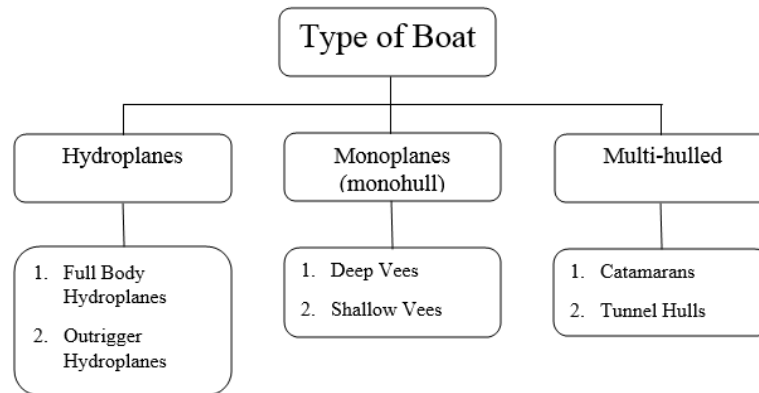 Type of Boat
Hydroplanes
Monoplanes
(monohull)
Multi-hulled
1. Full Body
Hydroplanes
2. Outrigger
Hydroplanes
1. Deep Vees
2. Shallow Vees
1. Catamarans
2. Tunnel Hulls